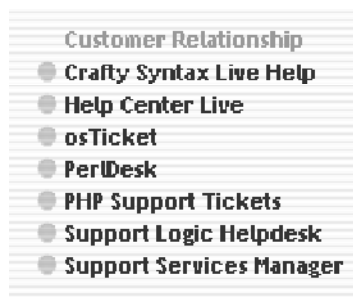 Customer Relationship
Crafty Syntax Live Help
Help Center Live
osTicket
PerlDesk
PHP Support Tickets
Support Logic Helpdesk
Support Services Manager